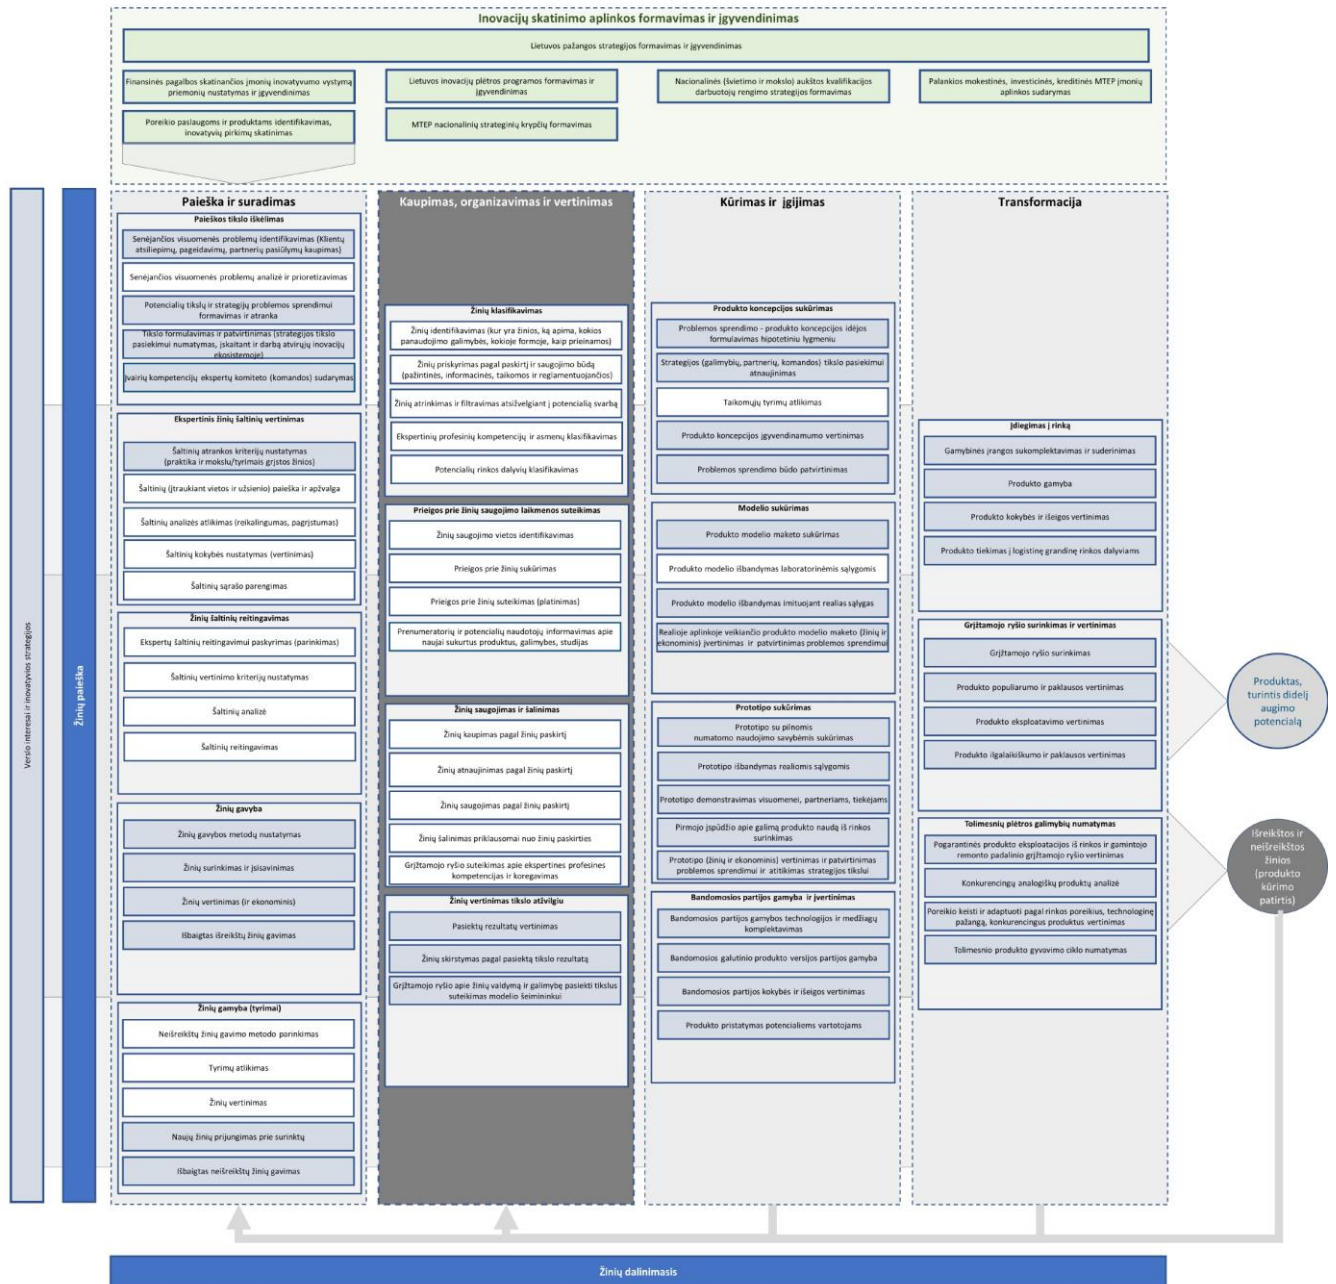 Inovacijų skatinimo aplinkos formavimas ir įgyvendinimas
Lietuvos pažangos strategijos formavimas ir įgyvendinimas
Finansinės pagalbos skatinančios įmonių inovatyvumo vystymą
priemonių nustatymas ir įgyvendinimas
Lietuvos inovacijų plėtros programos formavimas ir
įgyvendinimas
Nacionalinės (švietimo ir mokslo) aukštos kvalifikacijos
darbuotojų rengimo strategijos formavimas
Palankios mokestinės, investicinės, kreditinės MTEP įmonių
aplinkos sudarymas
Poreikio paslaugoms ir produktams identifikavimas,
inovatyvių pirkimų skatinimas
MTEP nacionalinių strateginių krypčių formavimas
Verslo interesai ir inovatyvios strategijos
Žinių paieška
Paieška ir suradimas
Paieškos tikslo iškėlimas
Senėjančios visuomenės problemų identifikavimas (Klientų
atsiliepimų, pageidavimų, partnerių pasiūlymų kaupimas)
Senėjančios visuomenės problemų analizė ir prioretizavimas
Potencialių tikslų ir strategijų problemos sprendimui
formavimas ir atranka
Tikslo formulavimas ir patvirtinimas (strategijos tikslo
pasiekimui numatymas, įskaitant ir darbą atvirųjų inovacijų
ekosistemoje)
Įvairių kompetencijų ekspertų komiteto (komandos) sudarymas
Ekspertinis žinių šaltinių vertinimas
Šaltinių atrankos kriterijų nustatymas
(praktika ir mokslu/tyrimais grįstos žinios)
Šaltinių (įtraukiant vietos ir užsienio) paieška ir apžvalga
Šaltinių analizės atlikimas (reikalingumas, pagrįstumas)
Šaltinių kokybės nustatymas (vertinimas)
Šaltinių sąrašo parengimas
Žinių šaltinių reitingavimas
Ekspertų šaltinių reitingavimui paskyrimas (parinkimas)
Šaltinių vertinimo kriterijų nustatymas
Šaltinių analizė
Šaltinių reitingavimas
Žinių gavyba
Žinių gavybos metodų nustatymas
Žinių surinkimas ir įsisavinimas
Žinių vertinimas (ir ekonominis)
Išbaigtas išreikštų žinių gavimas
Žinių gamyba (tyrimai)
Neišreikštų žinių gavimo metodo parinkimas
Tyrimų atlikimas
Žinių vertinimas
Naujų žinių prijungimas prie surinktų
Išbaigtas neišreikštų žinių gavimas
Kaupimas, organizavimas ir vertinimas
Žinių klasifikavimas
Žinių identifikavimas (kur yra žinios, ką apima, kokios
panaudojimo galimybės, kokioje formoje, kaip prieinamos)
Žinių priskyrimas pagal paskirtį ir saugojimo būdą
(pažintinės, informacinės, taikomos ir reglamentuojančios)
Žinių atrinkimas ir filtravimas atsižvelgiant į potencialią svarbą
Ekspertinių profesinių kompetencijų ir asmenų klasifikavimas
Potencialių rinkos dalyvių klasifikavimas
Prieigos prie žinių saugojimo laikmenos suteikimas
Žinių saugojimo vietos identifikavimas
Prieigos prie žinių sukūrimas
Prieigos prie žinių suteikimas (platinimas)
Prenumeratorių ir potencialių naudotojų informavimas apie
naujai sukurtus produktus, galimybes, studijas
Žinių saugojimas ir šalinimas
Žinių kaupimas pagal žinių paskirtį
Žinių atnaujinimas pagal žinių paskirtį
Žinių saugojimas pagal žinių paskirtį
Žinių šalinimas priklausomai nuo žinių paskirties
Grįžtamojo ryšio suteikimas apie ekspertines profesines
kompetencijas ir koregavimas
Žinių vertinimas tikslo atžvilgiu
Pasiektų rezultatų vertinimas
Žinių skirstymas pagal pasiektą tikslo rezultatą
Grįžtamojo ryšio apie žinių valdymą ir galimybę pasiekti tikslus
suteikimas modelio šeimininkui
Kūrimas ir įgijimas
Produkto koncepcijos sukūrimas
Problemos sprendimo - produkto koncepcijos idėjos
formulavimas hipotetiniu lygmeniu
Strategijos (galimybių, partnerių, komandos) tikslo pasiekimui
atnaujinimas
Taikomųjų tyrimų atlikimas
Produkto koncepcijos įgyvendinamumo vertinimas
Problemos sprendimo būdo patvirtinimas
Modelio sukūrimas
Produkto modelio maketo sukūrimas
Produkto modelio išbandymas laboratorinėmis sąlygomis
Produkto modelio išbandymas imituojant realias sąlygas
Realioje aplinkoje veikiančio produkto modelio maketo (žinių ir
ekonominis) įvertinimas ir patvirtinimas problemos sprendimui
Prototipo sukūrimas
Prototipo su pilnomis
numatomo naudojimo savybėmis sukūrimas
Prototipo išbandymas realiomis sąlygomis
Prototipo demonstravimas visuomenei, partneriams, tiekėjams
Pirmojo įspūdžio apie galimą produkto naudą iš rinkos
surinkimas
Prototipo (žinių ir ekonominis) vertinimas ir patvirtinimas
problemos sprendimui ir atitikimas strategijos tikslui
Bandomosios partijos gamyba ir įvertinimas
Bandomosios partijos gamybos technologijos ir medžiagų
komplektavimas
Bandomosios galutinio produkto versijos partijos gamyba
Bandomosios partijos kokybės ir išeigos vertinimas
Produkto pristatymas potencialiems vartotojams
Transformacija
Įdiegimas į rinką
Gamybinės įrangos sukomplektavimas ir suderinimas
Produkto gamyba
Produkto kokybės ir išeigos vertinimas
Produkto tiekimas į logistinę grandinę rinkos dalyviams
Grįžtamojo ryšio surinkimas ir vertinimas
Grįžtamojo ryšio surinkimas
Produkto populiarumo ir paklausos vertinimas
Produkto eksploatavimo vertinimas
Produkto ilgalaikiškumo ir paklausos vertinimas
Tolimesnių plėtros galimybių numatymas
Pogarantinės produkto eksploatacijos iš rinkos ir gamintojo
remonto padalinio grįžtamojo ryšio vertinimas
Konkurencingų analogiškų produktų analizė
Poreikio keisti ir adaptuoti pagal rinkos poreikius, technologinę
pažangą, konkurencingus produktus vertinimas
Tolimesnio produkto gyvovimo ciklo numatymas
Produktas,
turintis didelį
augimo
potencialą
Išreikštos ir
neišreikštos
žinios
(produkto
kūrimo
patirtis)
Žinių dalinimasis